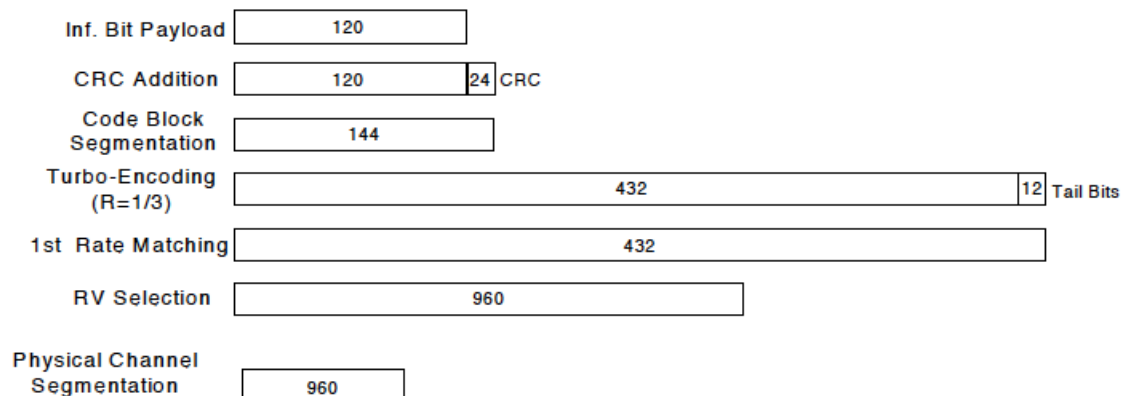 Inf. Bit Payload 120
CRC Addition 120 24 CRC
Code Block
Segmentation 144
Turbo-Encoding
(R=1/3) 432 12 Tail Bits
1st Rate Matching 432
RV Selection 960
Physical Channel
Segmentation 960